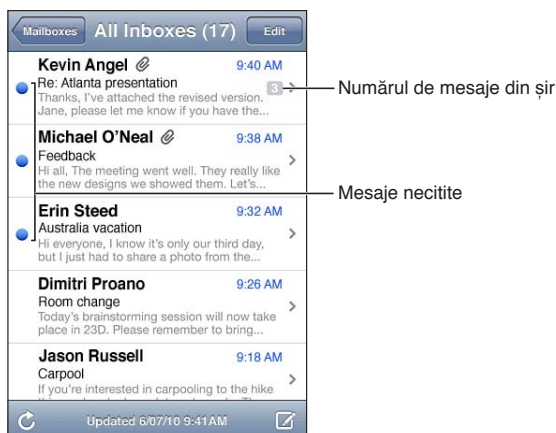 Mailboxes All Inboxes (17) Edit
Kevin Angel 9:40 AM
Re: Atlanta presentation
Thanks, I've attached the revised version. 3
Jane, please let me know if you have the...
Numărul de mesaje din șir
Michael O'Neal 9:38 AM
Feedback
Hi all, The meeting went well. They really like
the new designs we showed them. Let's...
Mesaje necitite
Erin Steed 9:32 AM
Australia vacation
Hi everyone, I know it's only our third day,
but I just had to share a photo from the...
Dimitri Proano 9:26 AM
Room change
Today's brainstorming session will now take
place in 23D. Please remember to bring...
Jason Russell 9:18 AM
Carpool
If you're interested in carpooling to the hike
Updated 6/07/10 9:41AM